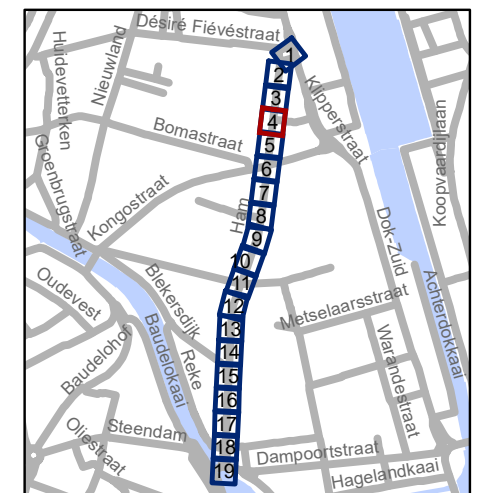 Désiré Fiévéstraat
1
Huidevetterken
Nieuwland
2
3
Klipperstraat
4
Koopvaardijlaan
Bomastraat
5
Groenbrugstraat
6
Kongostraat
7
Ham
8
Dok-Zuid
9
10
11
Oudevest
Blekersdijk
Achterdokkaai
12
Metselaarsstraat
13
Baudelohof
Baudelokaai
Reke
14
Warandestraat
15
16
17
Oliestraat
Steendam
18
Dampoortstraat
19
Hagelandkaai